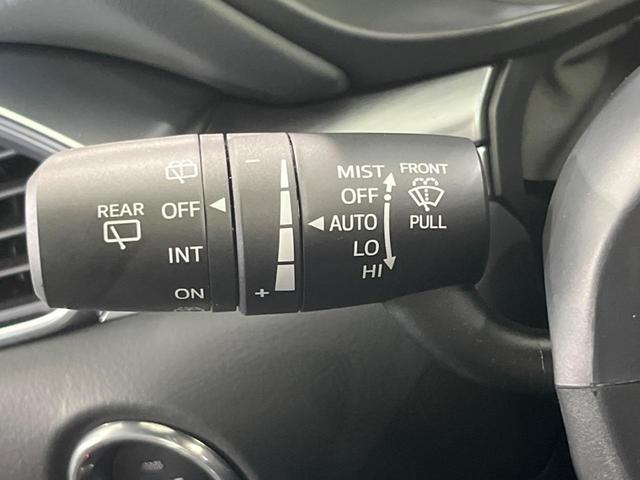 REAR
OFF
INT
ON
−
+
MIST
OFF
AUTO
LO
HI
FRONT
PULL